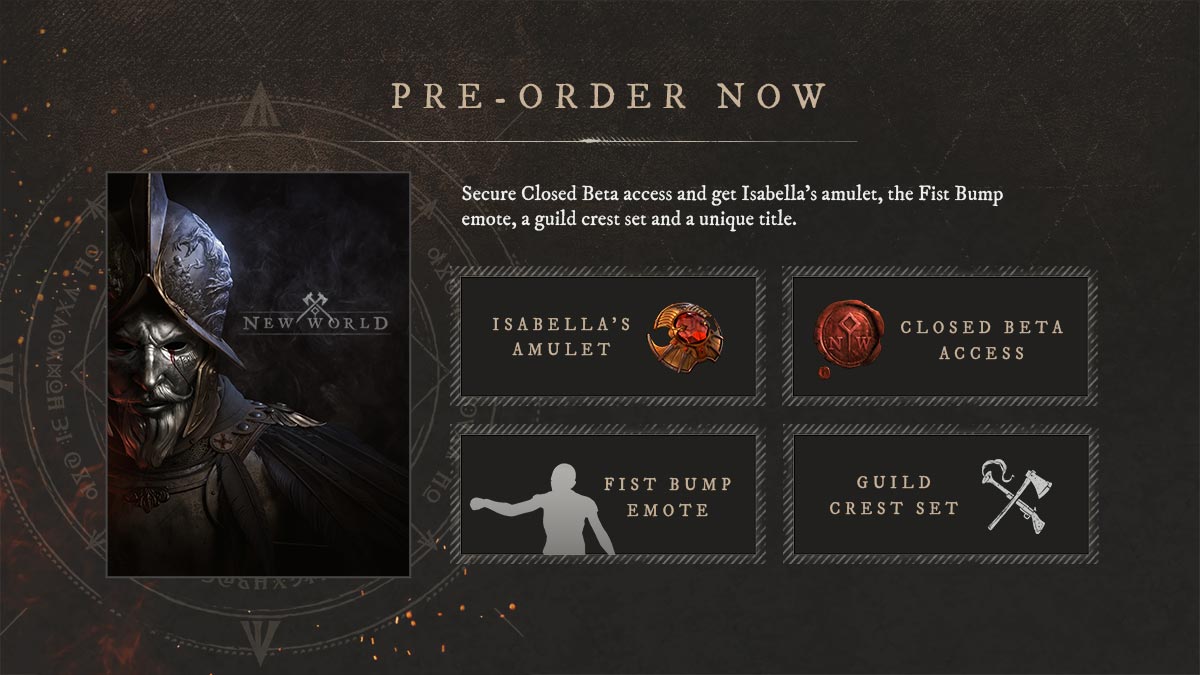 PRE-ORDER NOW
Secure Closed Beta access and get Isabella's amulet, the Fist Bump
emote, a guild crest set and a unique title.
NEW WORLD
ISABELLA'S
AMULET
N W
CLOSED BETA
ACCESS
FIST BUMP
EMOTE
GUILD
CREST SET